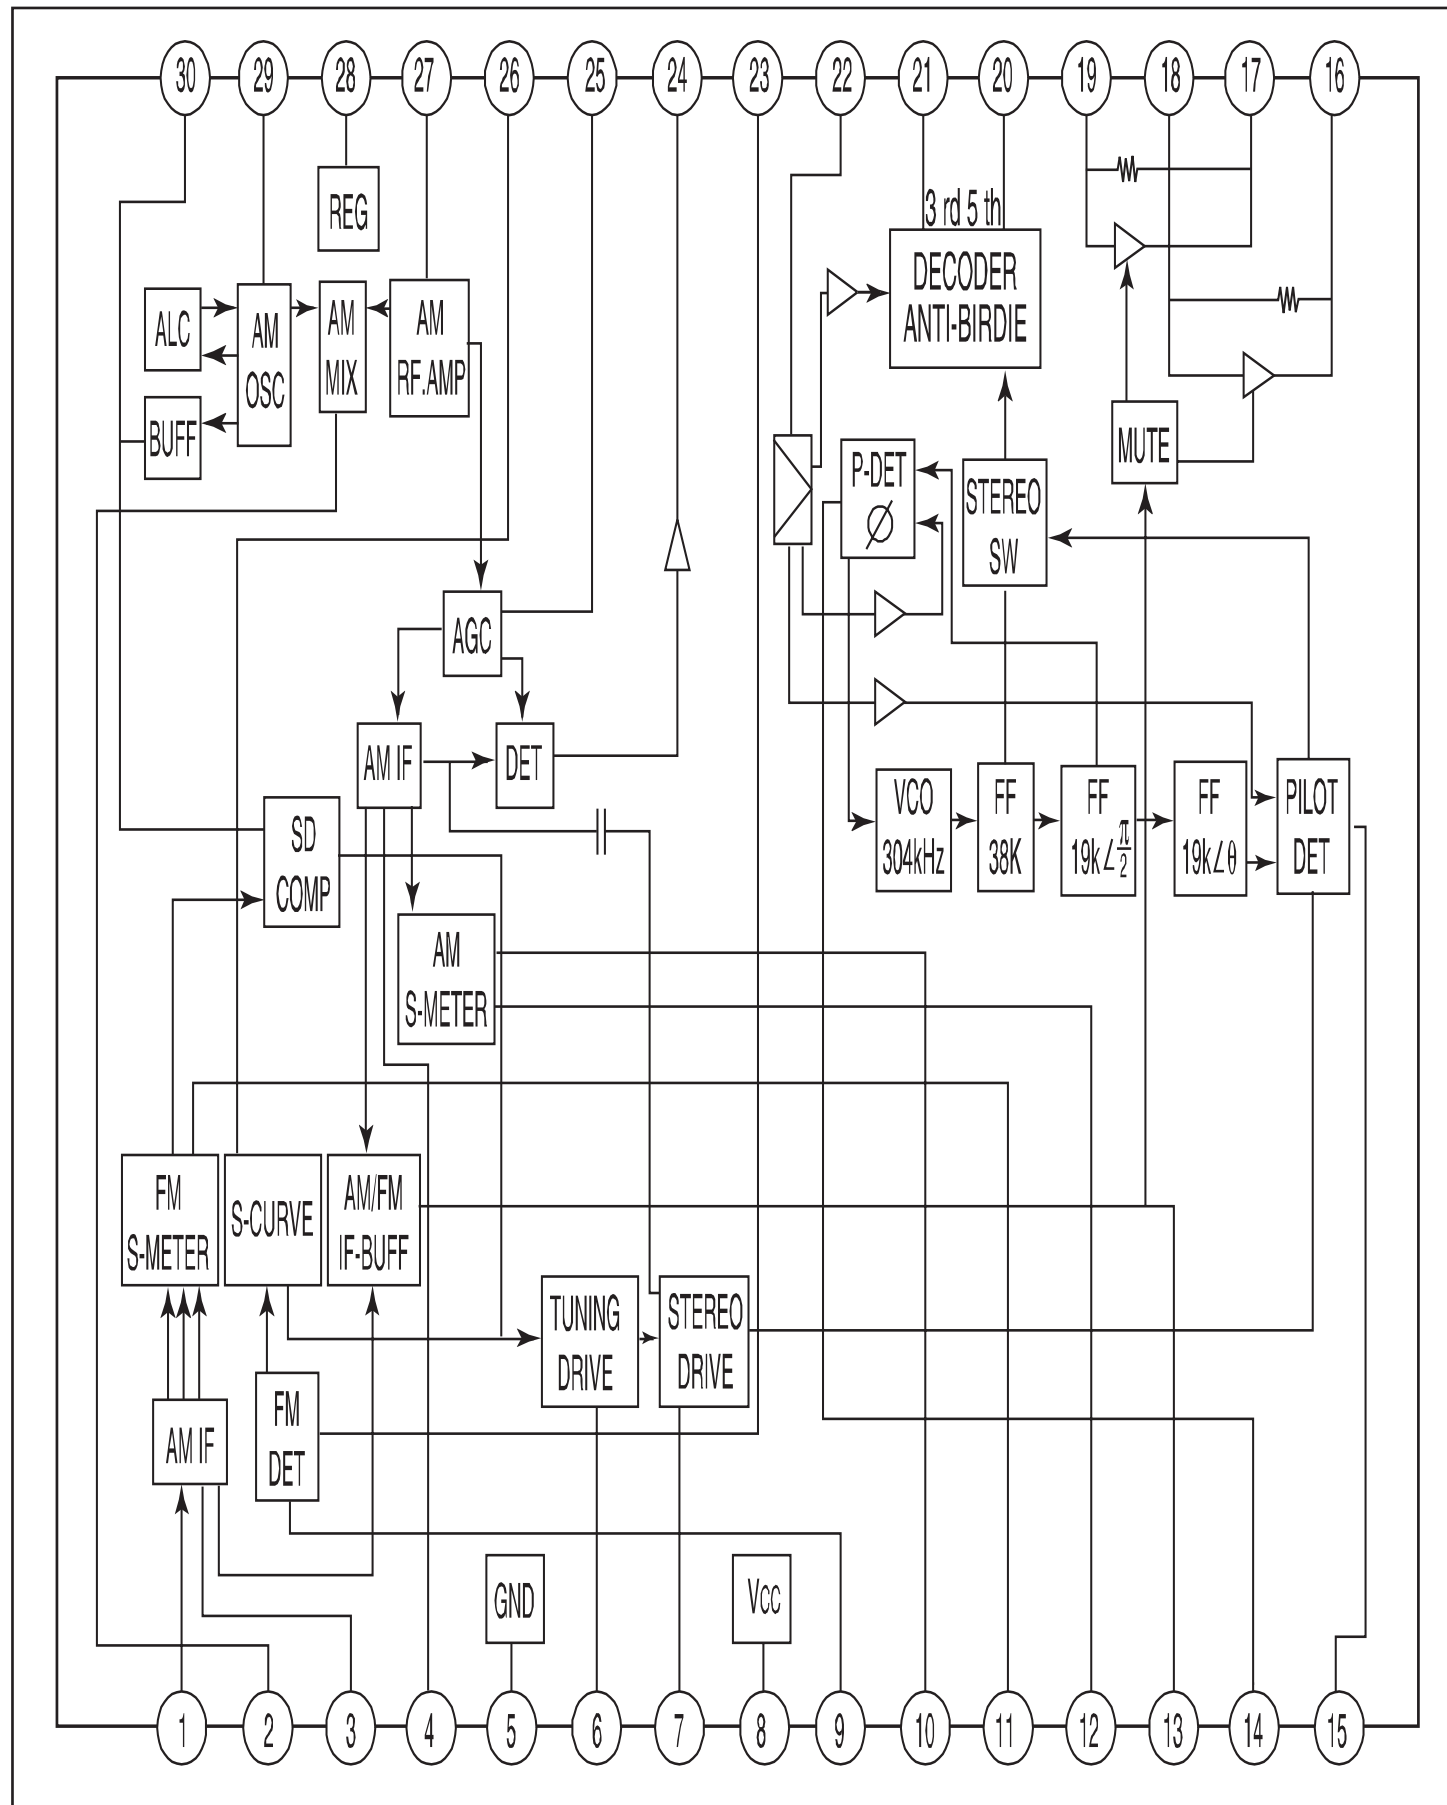 30 29 28 27 26 25 24 23 22 21 20 19 18 17 16
REG
3 rd 5 th
DECODER
ANTI-BIRDIE
ALC
AM
OSC
AM
MIX
AM
RF.AMP
BUFF
MUTE
P-DET
Ø
STEREO
SW
AGC
AM IF
DET
SD
COMP
VCO
304kHz
FF
38K
FF
19k∠π/2
FF
19k∠θ
PILOT
DET
AM
S-METER
FM
S-METER
S-CURVE
AM/FM
IF-BUFF
TUNING
DRIVE
STEREO
DRIVE
AM IF
FM
DET
GND
VCC
1 2 3 4 5 6 7 8 9 10 11 12 13 14 15